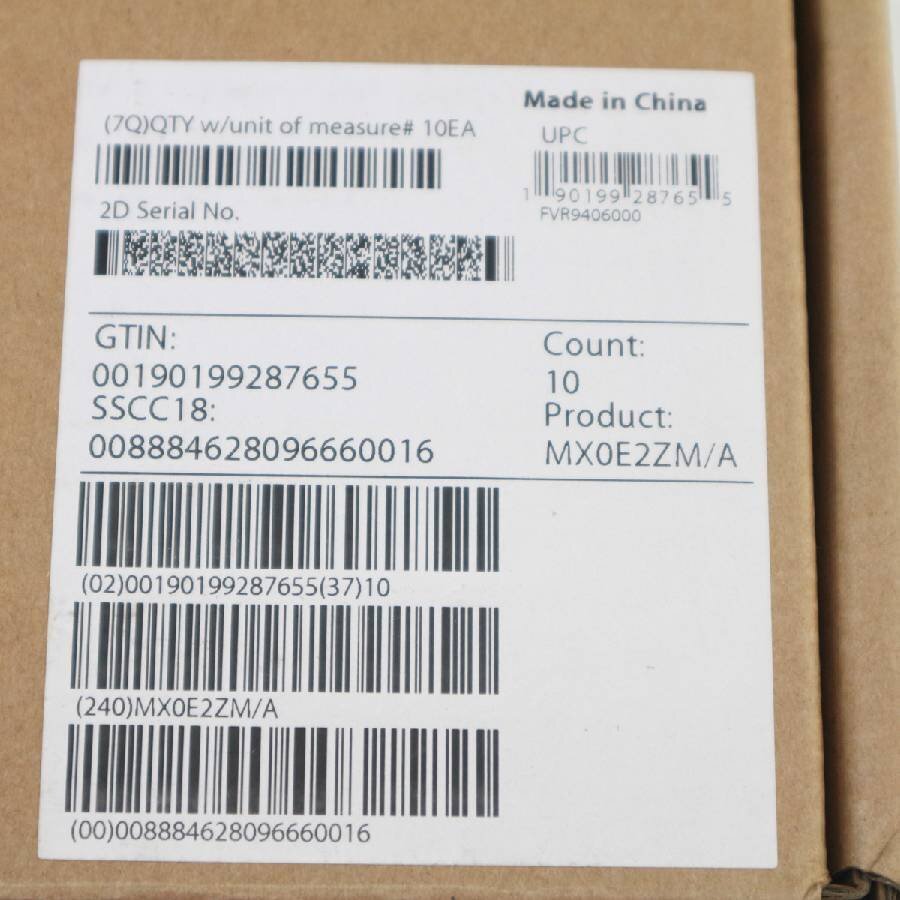 Made in China
(7Q)QTY w/unit of measure# 10EA
UPC
1 90199 28765 5
FVR9406000
2D Serial No.
GTIN:
00190199287655
SSCC18:
008884628096660016
Count:
10
Product:
MX0E2ZM/A
(02)00190199287655(37)10
(240)MX0E2ZM/A
(00)008884628096660016